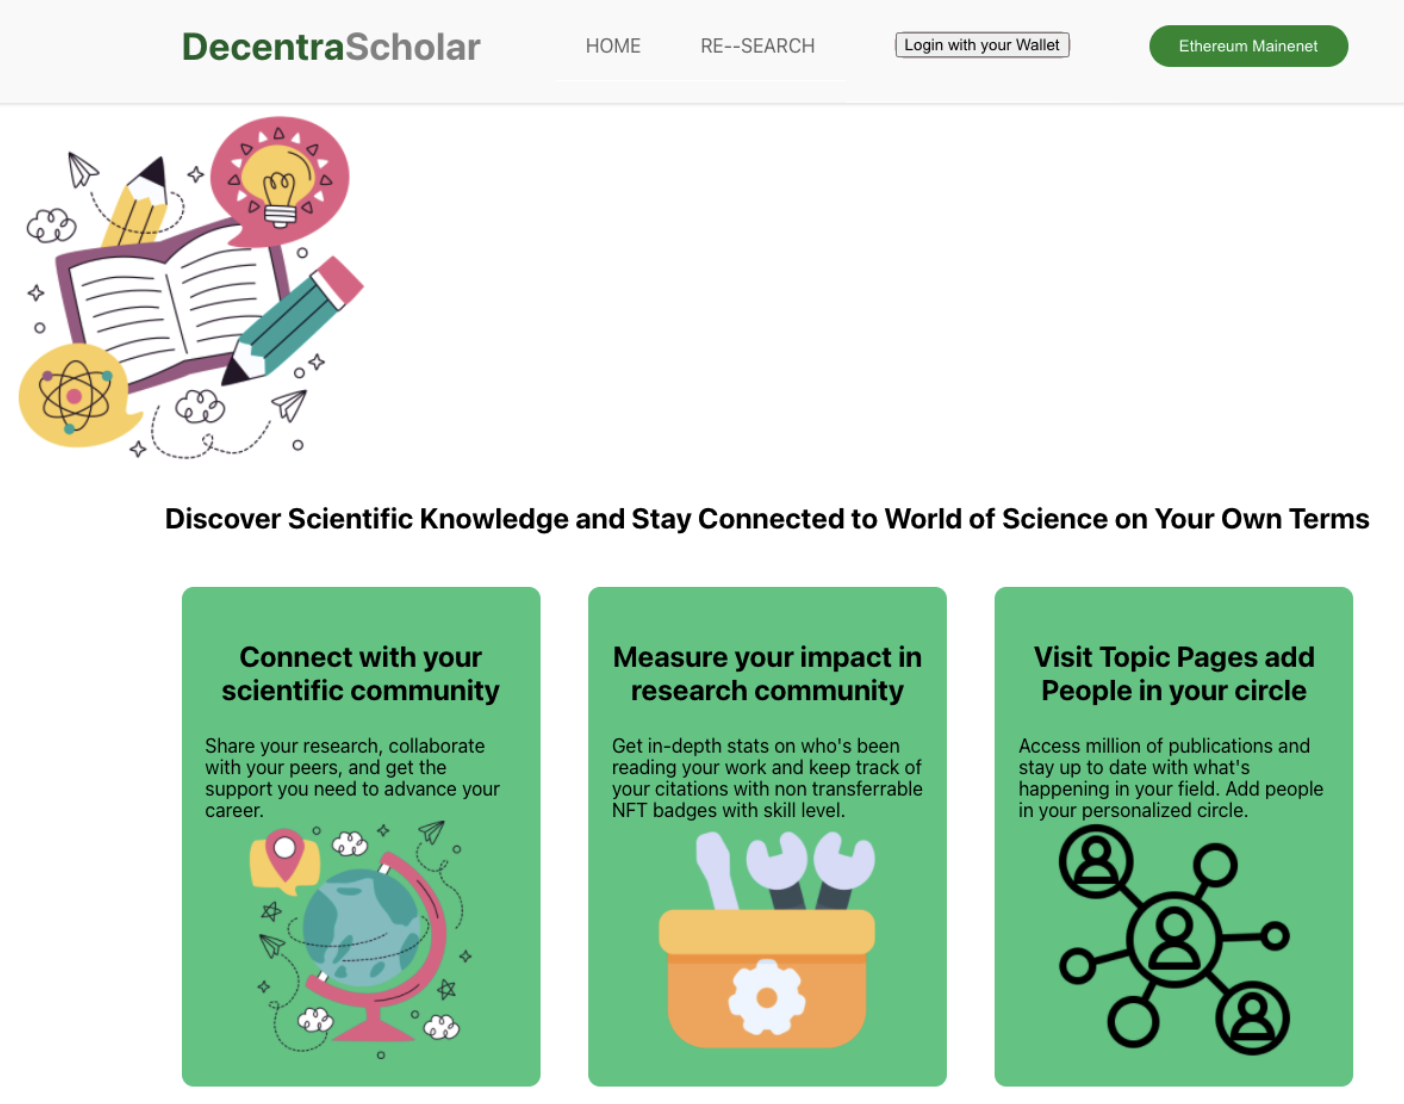 DecentraScholar
HOME
RE--SEARCH
Login with your Wallet
Ethereum Mainenet
Discover Scientific Knowledge and Stay Connected to World of Science on Your Own Terms
Connect with your
scientific community
Share your research, collaborate
with your peers, and get the
support you need to advance your
career.
Measure your impact in
research community
Get in-depth stats on who's been
reading your work and keep track of
your citations with non transferrable
NFT badges with skill level.
Visit Topic Pages add
People in your circle
Access million of publications and
stay up to date with what's
happening in your field. Add people
in your personalized circle.